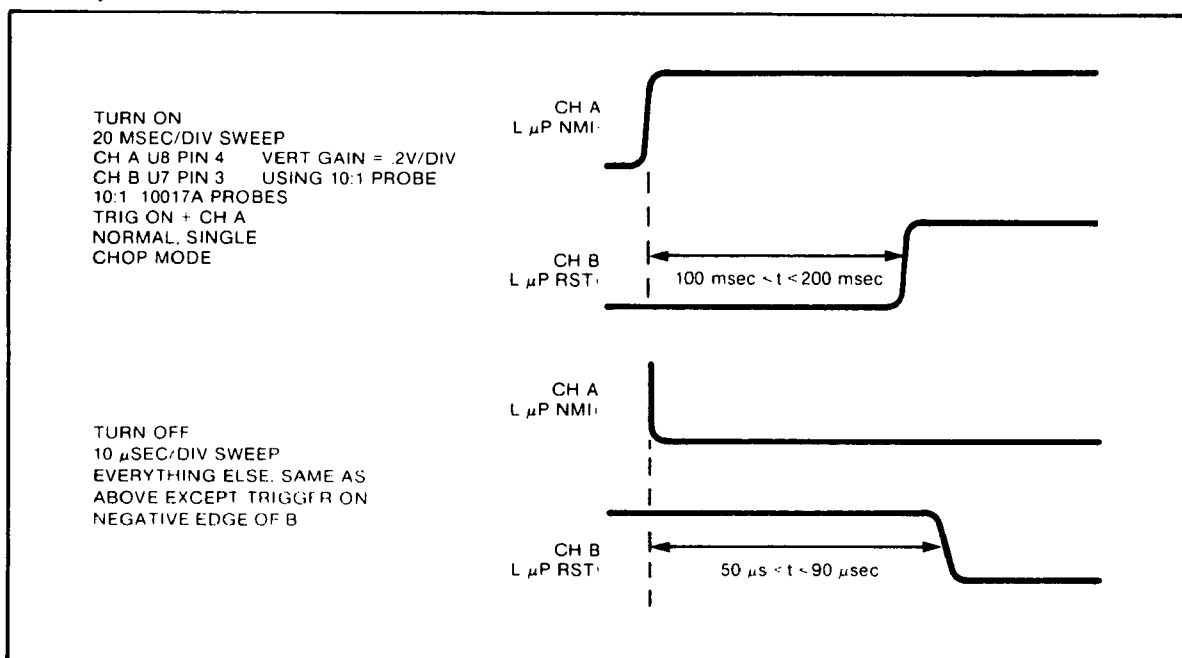 TURN ON
20 MSEC/DIV SWEEP
CH A U8 PIN 4 VERT GAIN = .2V/DIV
CH B U7 PIN 3 USING 10:1 PROBE
10:1 10017A PROBES
TRIG ON + CH A
NORMAL, SINGLE
CHOP MODE
CH A
L µP NMI
CH B
L µP RST
100 msec < t < 200 msec
TURN OFF
10 µSEC/DIV SWEEP
EVERYTHING ELSE, SAME AS
ABOVE EXCEPT TRIGGER ON
NEGATIVE EDGE OF B
CH A
L µP NMI
CH B
L µP RST
50 µs < t < 90 µsec